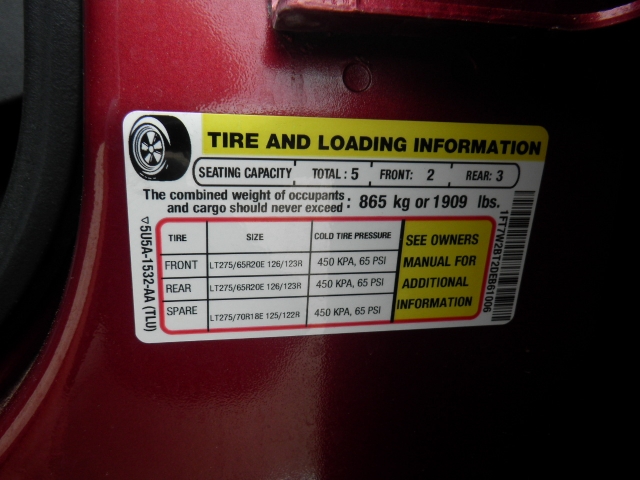 TIRE AND LOADING INFORMATION
SEATING CAPACITY TOTAL : 5 FRONT: 2 REAR: 3
The combined weight of occupants and cargo should never exceed : 865 kg or 1909 lbs.
TIRE SIZE COLD TIRE PRESSURE
FRONT LT275/65R20E 126/123R 450 KPA, 65 PSI
REAR LT275/65R20E 126/123R 450 KPA, 65 PSI
SPARE LT275/70R18E 125/122R 450 KPA, 65 PSI
SEE OWNERS
MANUAL FOR
ADDITIONAL
INFORMATION
5U5A-1532-AA (TLU)
1FT7W2BT2DEB61006